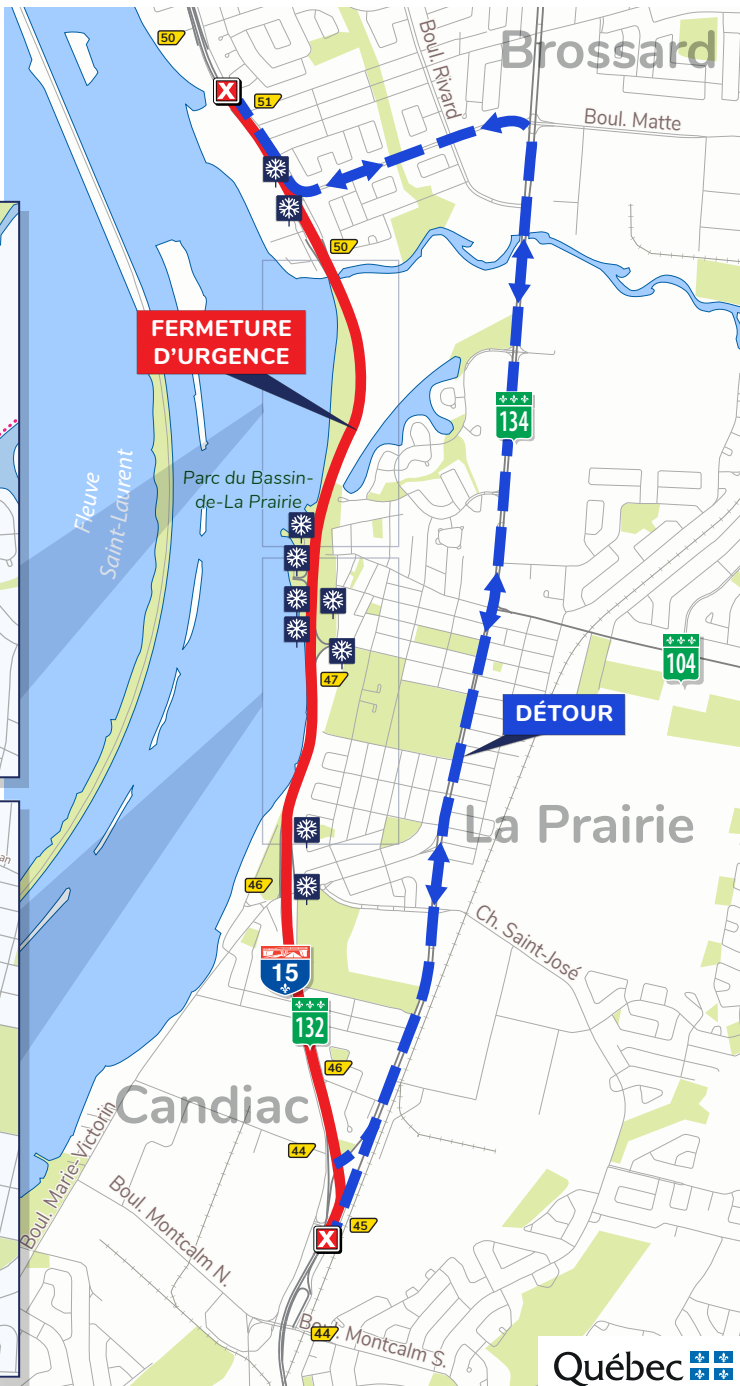 50
Boul. Rivard
Brossard
51
Boul. Matte
50
FERMETURE
D'URGENCE
134
Fleuve
Saint-Laurent
Parc du Bassin-
de-La Prairie
104
47
DÉTOUR
La Prairie
46
Ch. Saint-José
15
132
46
Candiac
44
Boul. Marie-Victorin
Boul. Montcalm N.
45
44
Boul. Montcalm S.
Québec